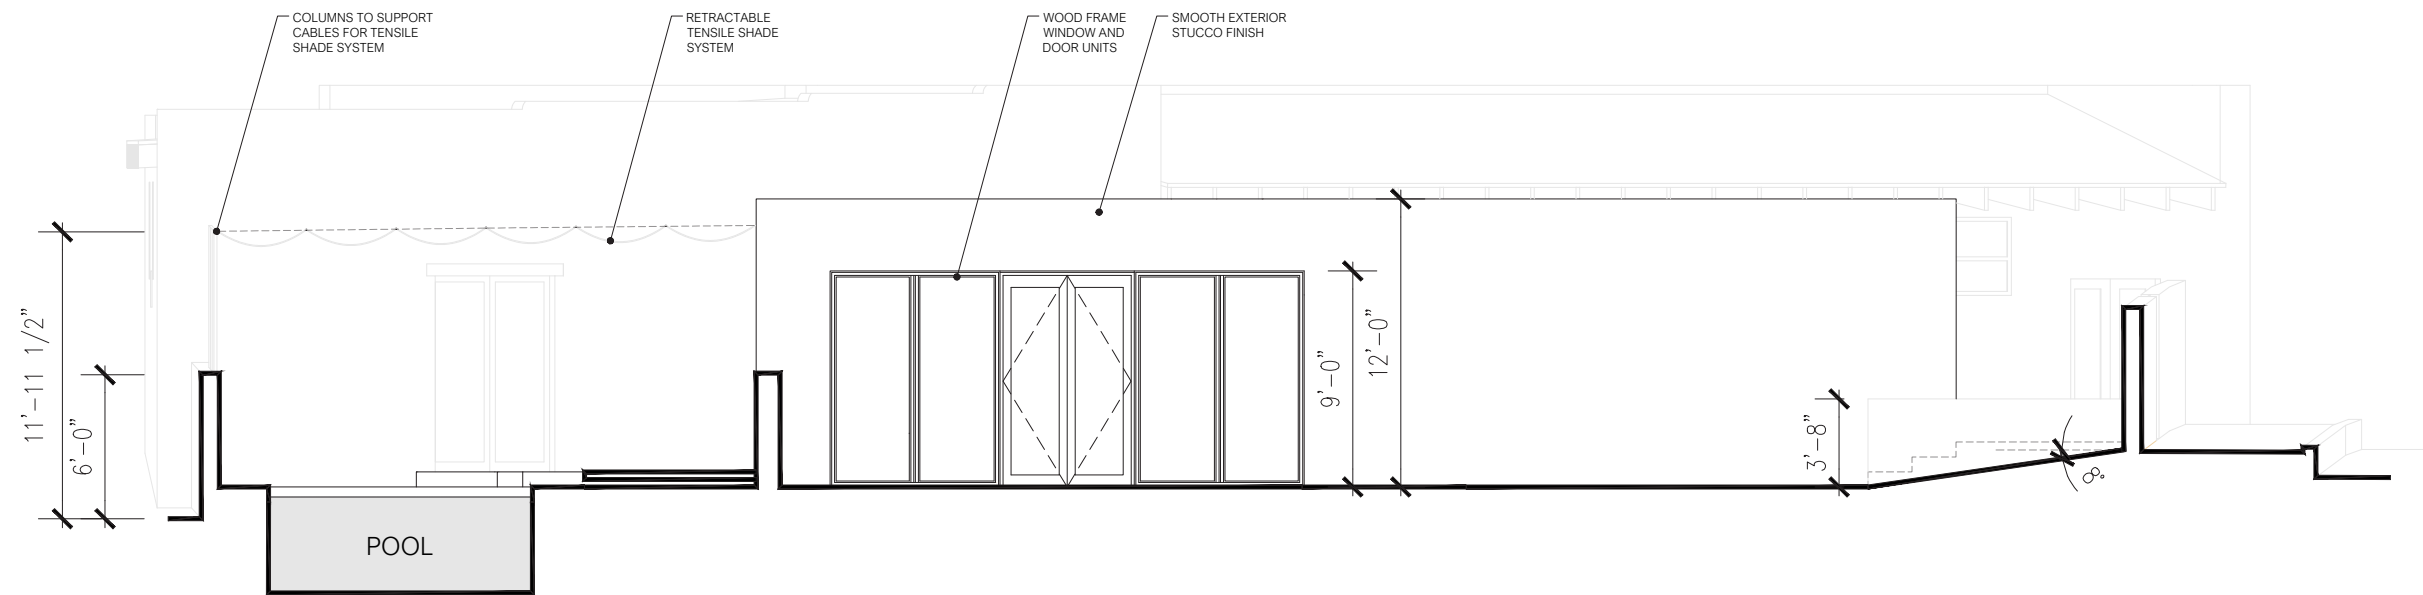 COLUMNS TO SUPPORT
CABLES FOR TENSILE
SHADE SYSTEM
RETRACTABLE
TENSILE SHADE
SYSTEM
WOOD FRAME
WINDOW AND
DOOR UNITS
SMOOTH EXTERIOR
STUCCO FINISH
11'-11 1/2"
6'-0"
9'-0"
12'-0"
3'-8"
8°
POOL